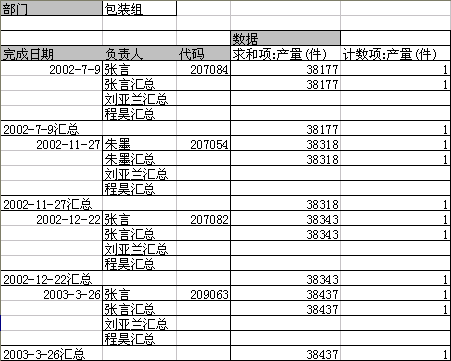 部门 包装组
数据
完成日期 负责人 代码 求和项:产量(件) 计数项:产量(件)
2002-7-9 张言 207084 38177 1
张言汇总 38177 1
刘亚兰汇总
程昊汇总
2002-7-9汇总 38177 1
2002-11-27 朱墨 207054 38318 1
朱墨汇总 38318 1
刘亚兰汇总
程昊汇总
2002-11-27汇总 38318 1
2002-12-22 张言 207082 38343 1
张言汇总 38343 1
刘亚兰汇总
程昊汇总
2002-12-22汇总 38343 1
2003-3-26 张言 209063 38437 1
张言汇总 38437 1
刘亚兰汇总
程昊汇总
2003-3-26汇总 38437 1